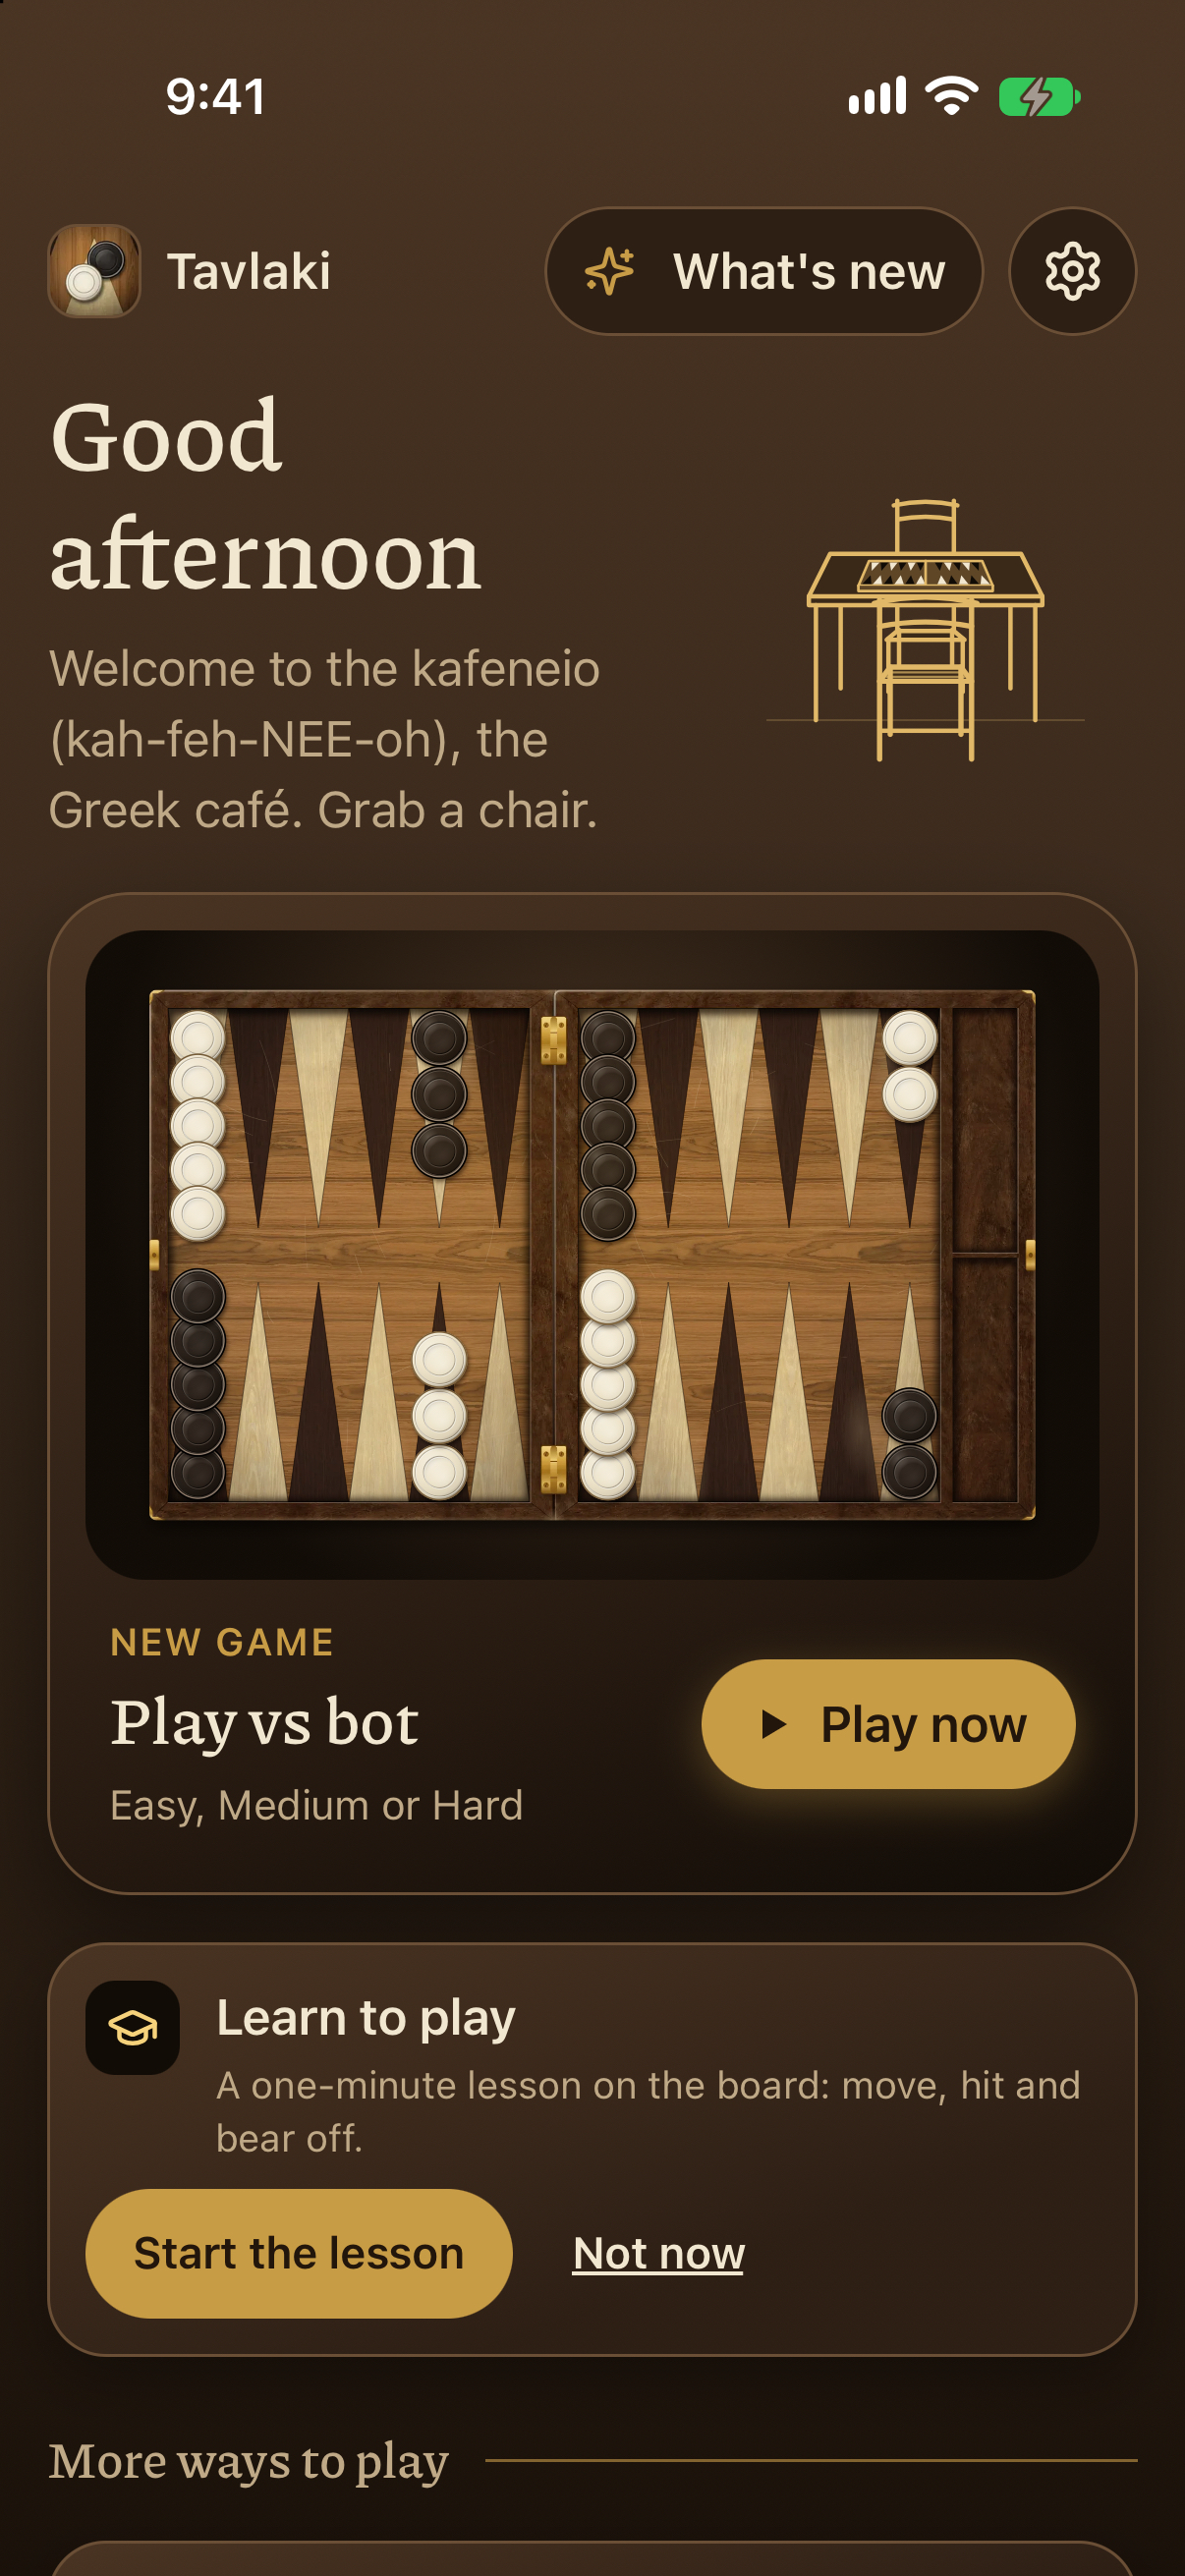 9:41
Tavlaki
What's new
Good
afternoon
Welcome to the kafeneio
(kah-feh-NEE-oh), the
Greek café. Grab a chair.
NEW GAME
Play vs bot
Easy, Medium or Hard
Play now
Learn to play
A one-minute lesson on the board: move, hit and
bear off.
Start the lesson
Not now
More ways to play